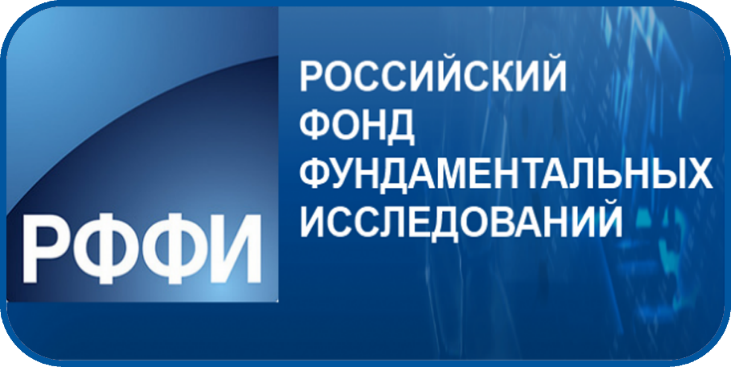 РОССИЙСКИЙ
ФОНД
ФУНДАМЕНТАЛЬНЫХ
ИССЛЕДОВАНИЙ
РФФИ